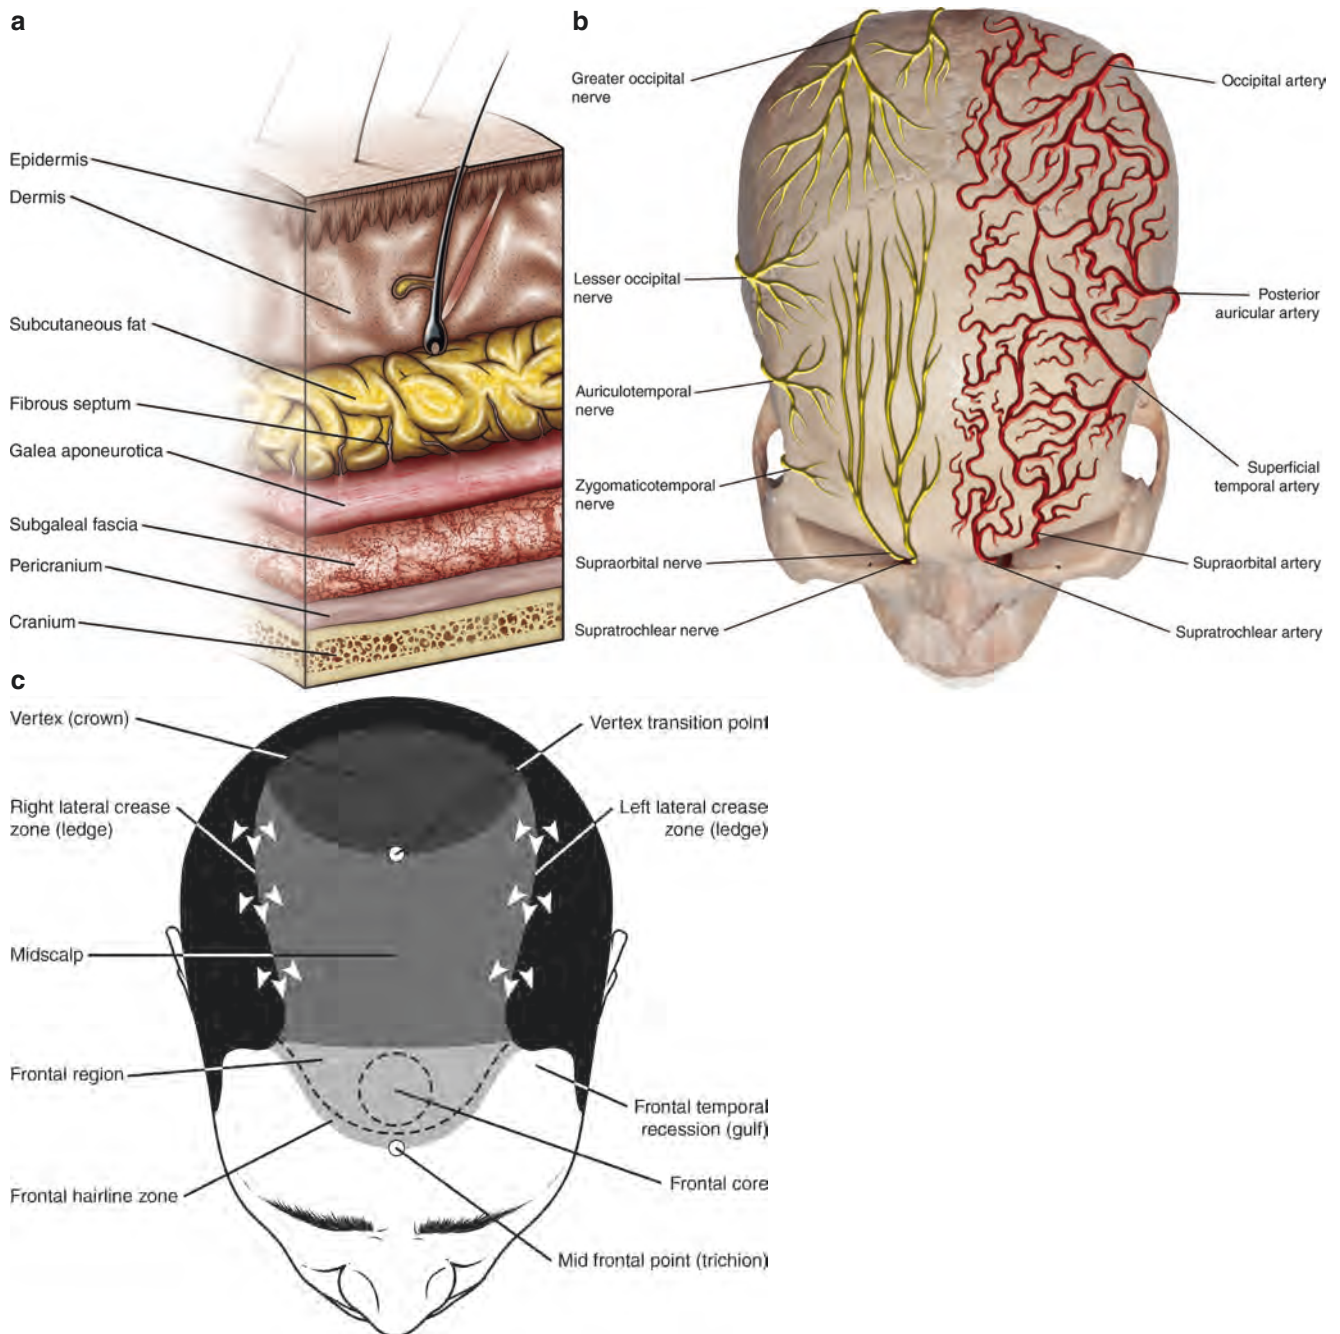 a
Epidermis
Dermis
Subcutaneous fat
Fibrous septum
Galea aponeurotica
Subgaleal fascia
Pericranium
Cranium
b
Greater occipital
nerve
Lesser occipital
nerve
Auriculotemporal
nerve
Zygomaticotemporal
nerve
Supraorbital nerve
Supratrochlear nerve
Occipital artery
Posterior
auricular artery
Superficial
temporal artery
Supraorbital artery
Supratrochlear artery
c
Vertex (crown)
Right lateral crease
zone (ledge)
Midscalp
Frontal region
Frontal hairline zone
Vertex transition point
Left lateral crease
zone (ledge)
Frontal temporal
recession (gulf)
Frontal core
Mid frontal point (trichion)